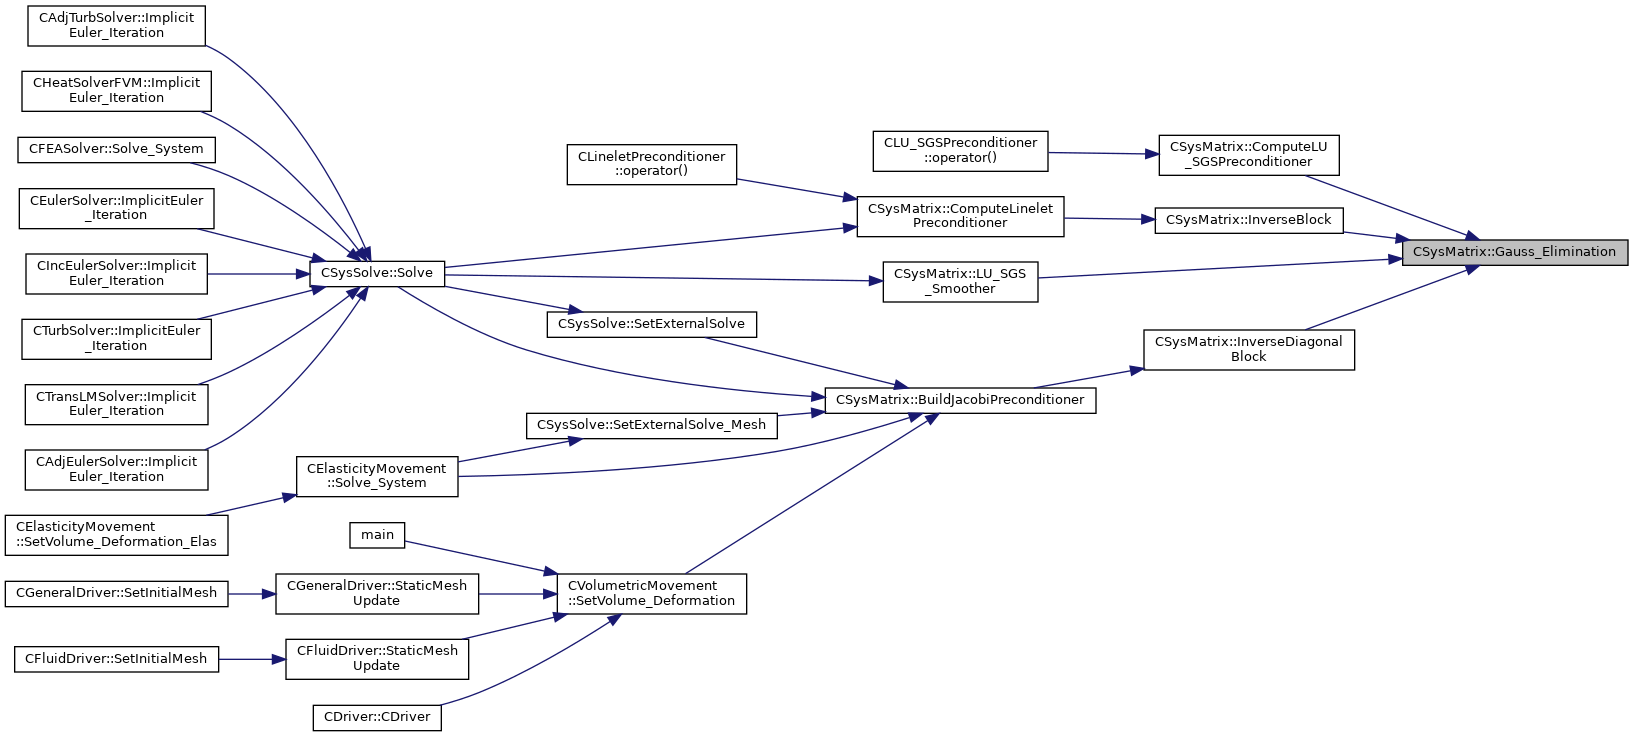 CAdjTurbSolver::Implicit
Euler_Iteration
CHeatSolverFVM::Implicit
Euler_Iteration
CFEASolver::Solve_System
CEulerSolver::ImplicitEuler
_Iteration
CIncEulerSolver::Implicit
Euler_Iteration
CTurbSolver::ImplicitEuler
_Iteration
CTransLMSolver::Implicit
Euler_Iteration
CAdjEulerSolver::Implicit
Euler_Iteration
CElasticityMovement
::SetVolume_Deformation_Elas
CGeneralDriver::SetInitialMesh
CFluidDriver::SetInitialMesh
CSysSolve::Solve
CElasticityMovement
::Solve_System
main
CGeneralDriver::StaticMesh
Update
CFluidDriver::StaticMesh
Update
CDriver::CDriver
CLineletPreconditioner
::operator()
CSysSolve::SetExternalSolve
CSysSolve::SetExternalSolve_Mesh
CVolumetricMovement
::SetVolume_Deformation
CLU_SGSPreconditioner
::operator()
CSysMatrix::ComputeLinelet
Preconditioner
CSysMatrix::LU_SGS
_Smoother
CSysMatrix::BuildJacobiPreconditioner
CSysMatrix::ComputeLU
_SGSPreconditioner
CSysMatrix::InverseBlock
CSysMatrix::InverseDiagonal
Block
CSysMatrix::Gauss_Elimination